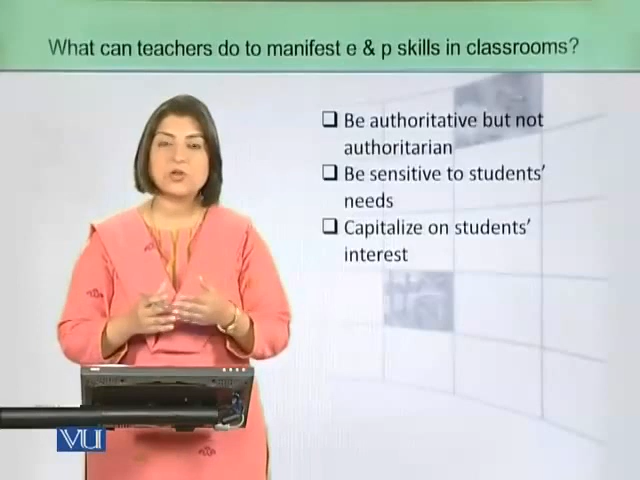 What can teachers do to manifest e & p skills in classrooms?
❑ Be authoritative but not
authoritarian
❑ Be sensitive to students’
needs
❑ Capitalize on students’
interest
VU